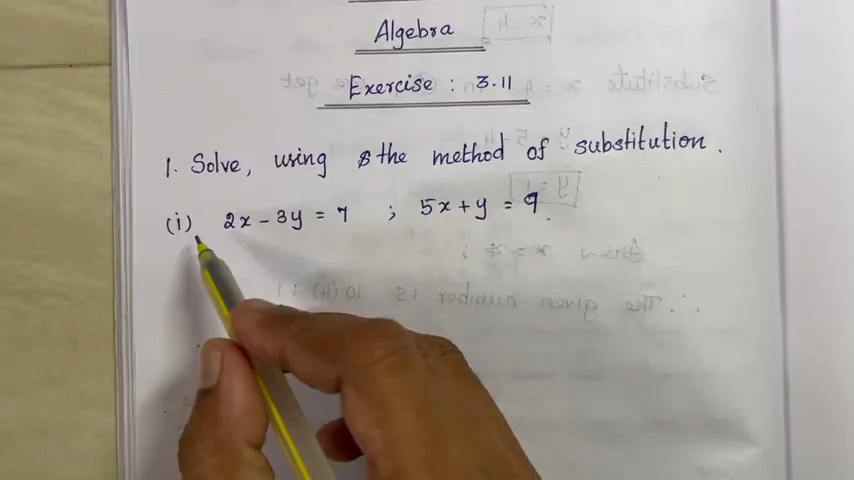 Algebra
Exercise : 3.11
1. Solve, using the method of substitution.
(i) 2x - 3y = 7 ; 5x + y = 9.